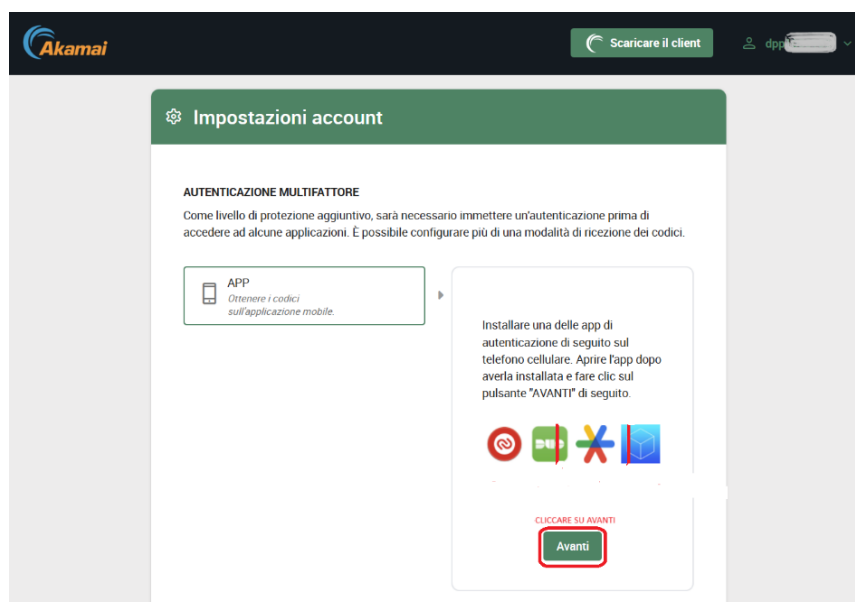 Akamai
Scaricare il client
dpp
Impostazioni account
AUTENTICAZIONE MULTIFATTORE
Come livello di protezione aggiuntivo, sarà necessario immettere un'autenticazione prima di
accedere ad alcune applicazioni. È possibile configurare più di una modalità di ricezione dei codici.
APP
Ottenere i codici
sull'applicazione mobile.
Installare una delle app di
autenticazione di seguito sul
telefono cellulare. Aprire l'app dopo
averla installata e fare clic sul
pulsante "AVANTI" di seguito.
CLICCARE SU AVANTI
Avanti